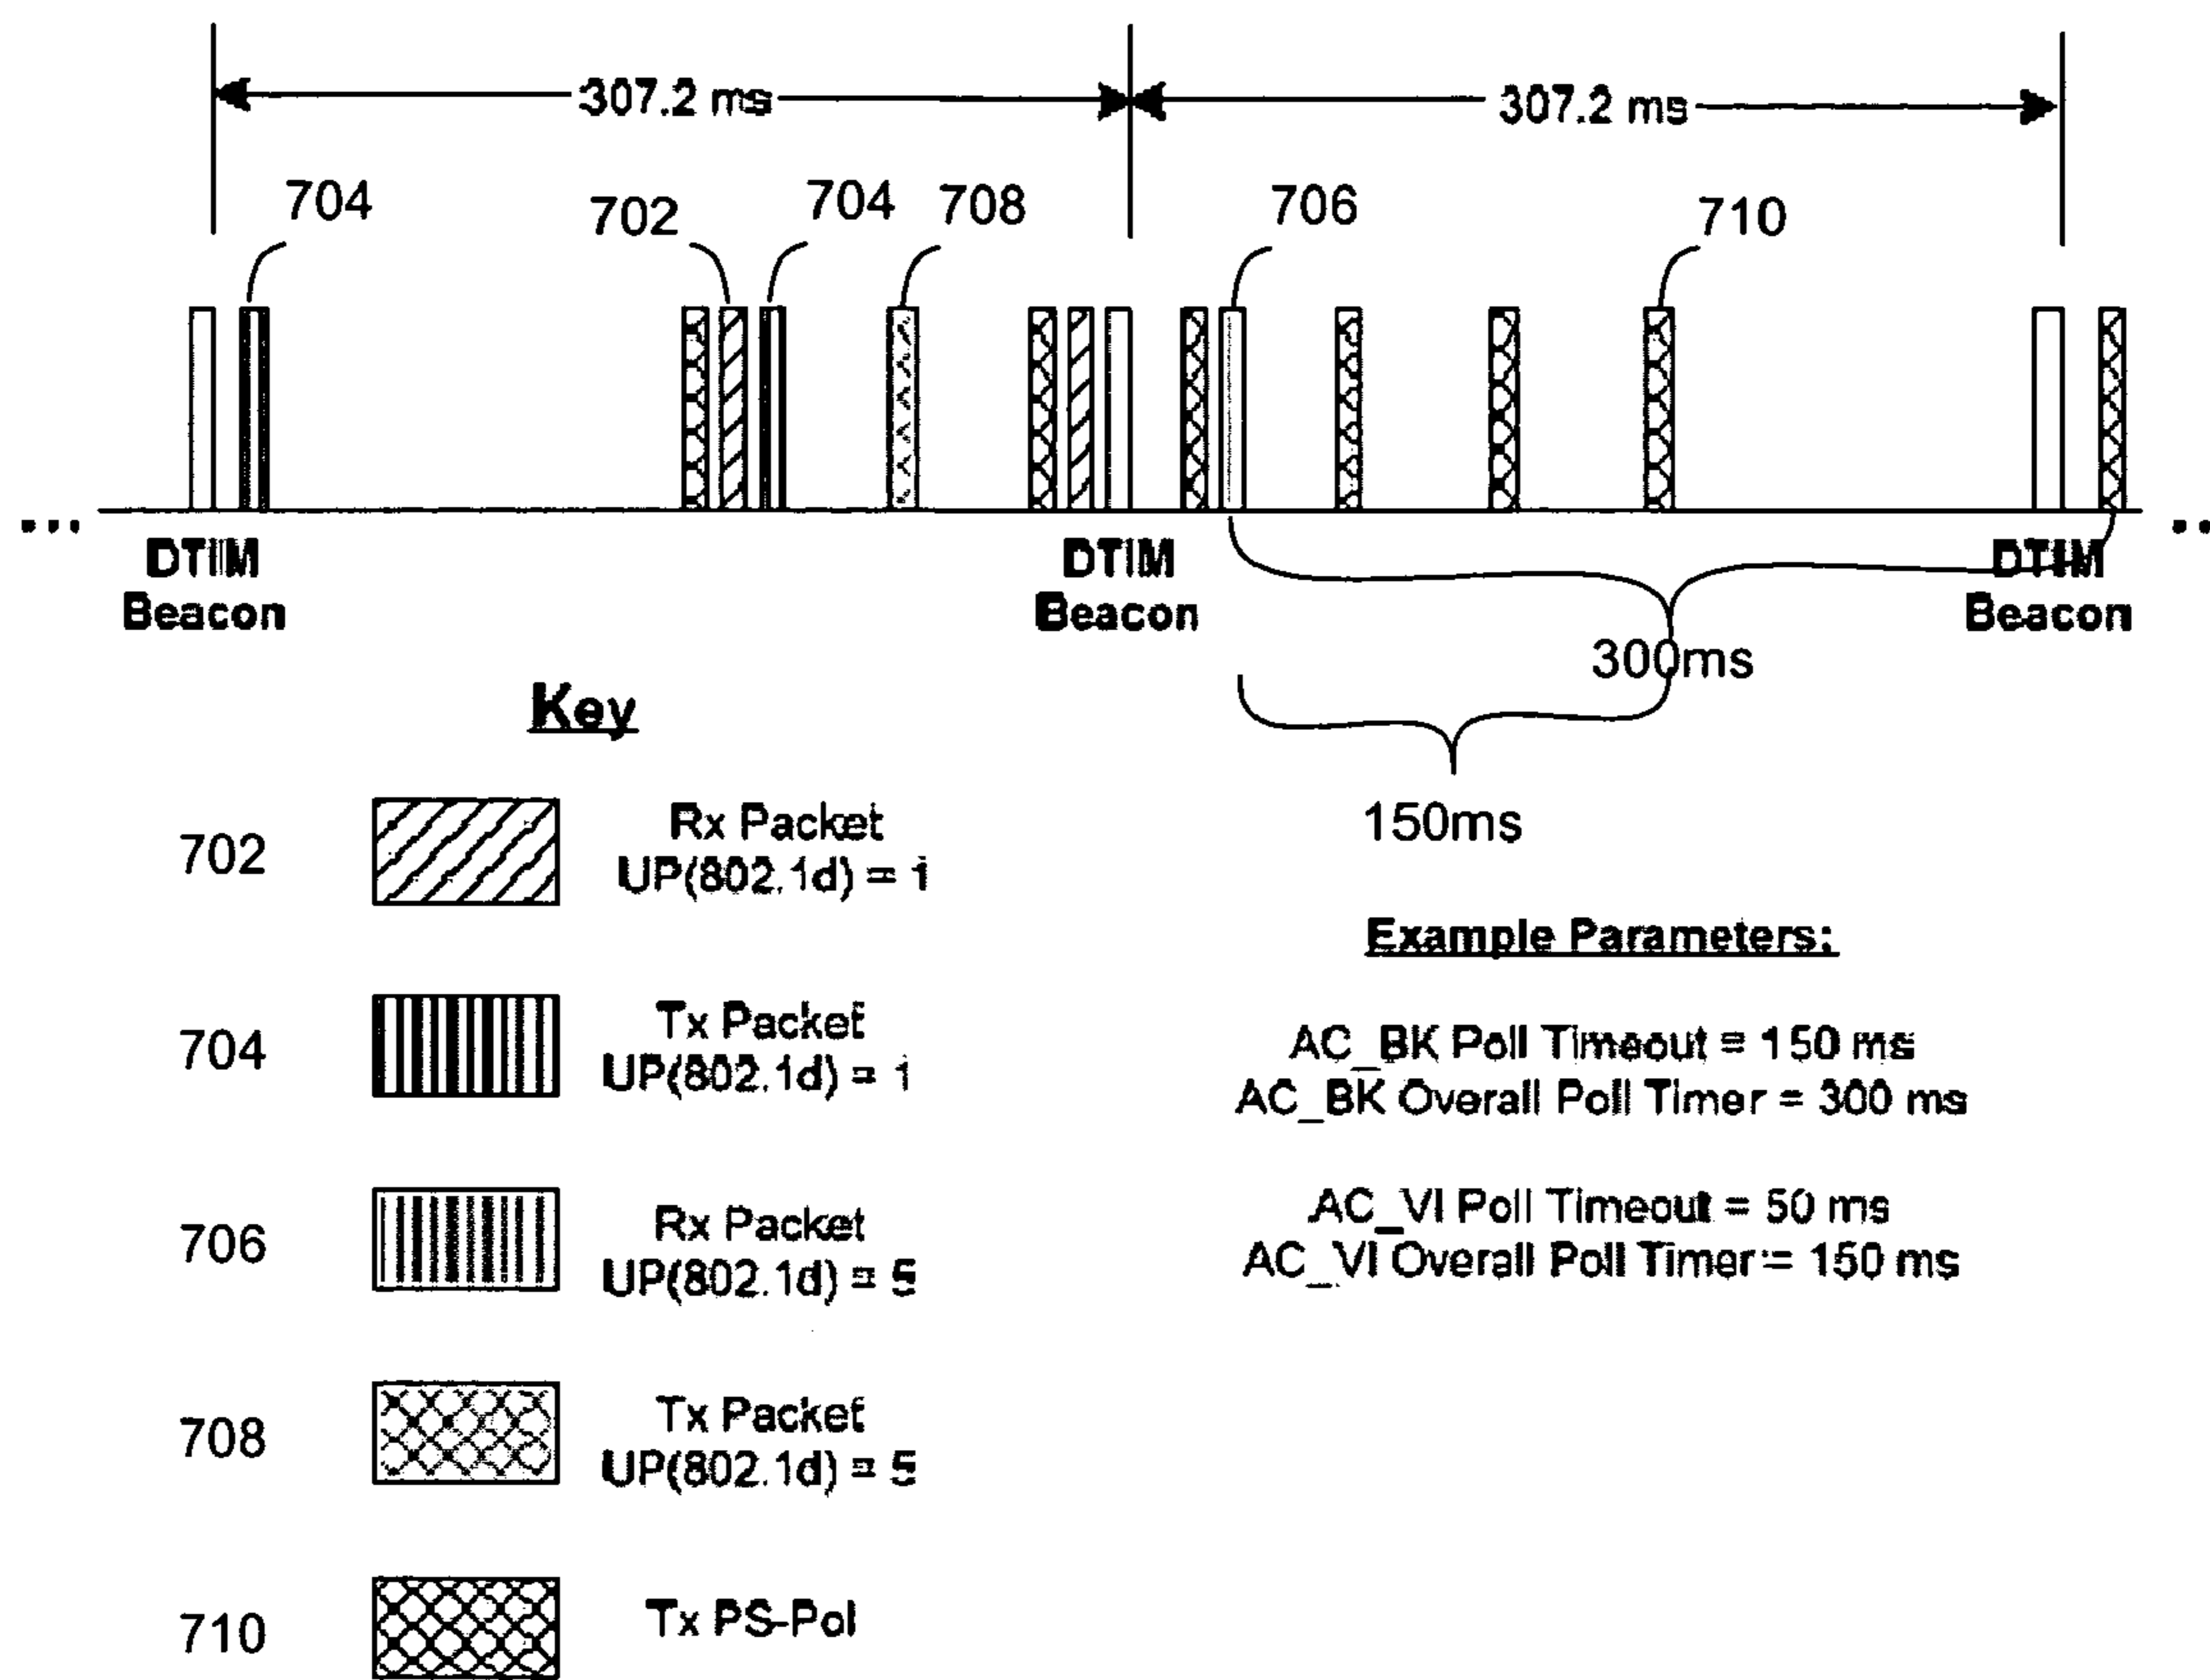 307.2 ms 307.2 ms
704 702 704 708 706 710
... ..
DTIM Beacon
DTIM Beacon
DTIM Beacon
300ms
150ms
Key
702 Rx Packet
UP(802.1d) = 1
704 Tx Packet
UP(802.1d) = 1
706 Rx Packet
UP(802.1d) = 5
708 Tx Packet
UP(802.1d) = 5
710 Tx PS-Pol
Example Parameters:
AC_BK Poll Timeout = 150 ms
AC_BK Overall Poll Timer = 300 ms
AC_VI Poll Timeout = 50 ms
AC_VI Overall Poll Timer = 150 ms